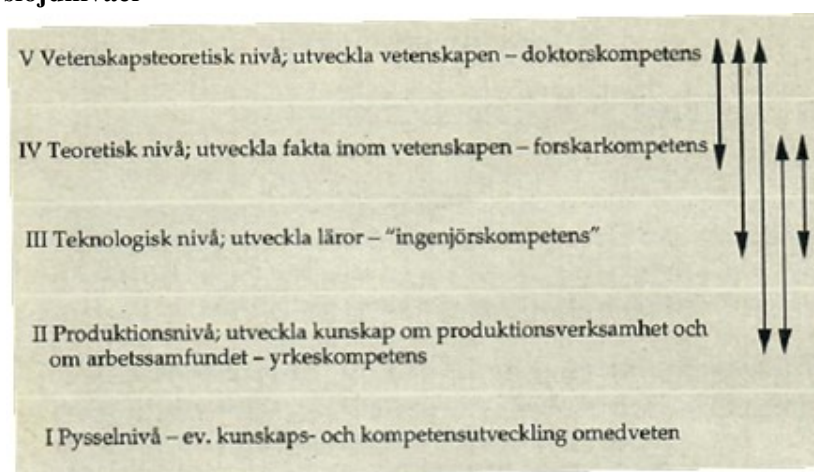 V Vetenskapsteoretisk nivå; utveckla vetenskapen – doktorskompetens
IV Teoretisk nivå; utveckla fakta inom vetenskapen – forskarkompetens
III Teknologisk nivå; utveckla läror – “ingenjörskompetens”
II Produktionsnivå; utveckla kunskap om produktionsverksamhet och
om arbetssamfundet – yrkeskompetens
I Pysselnivå – ev. kunskaps- och kompetensutveckling omedveten